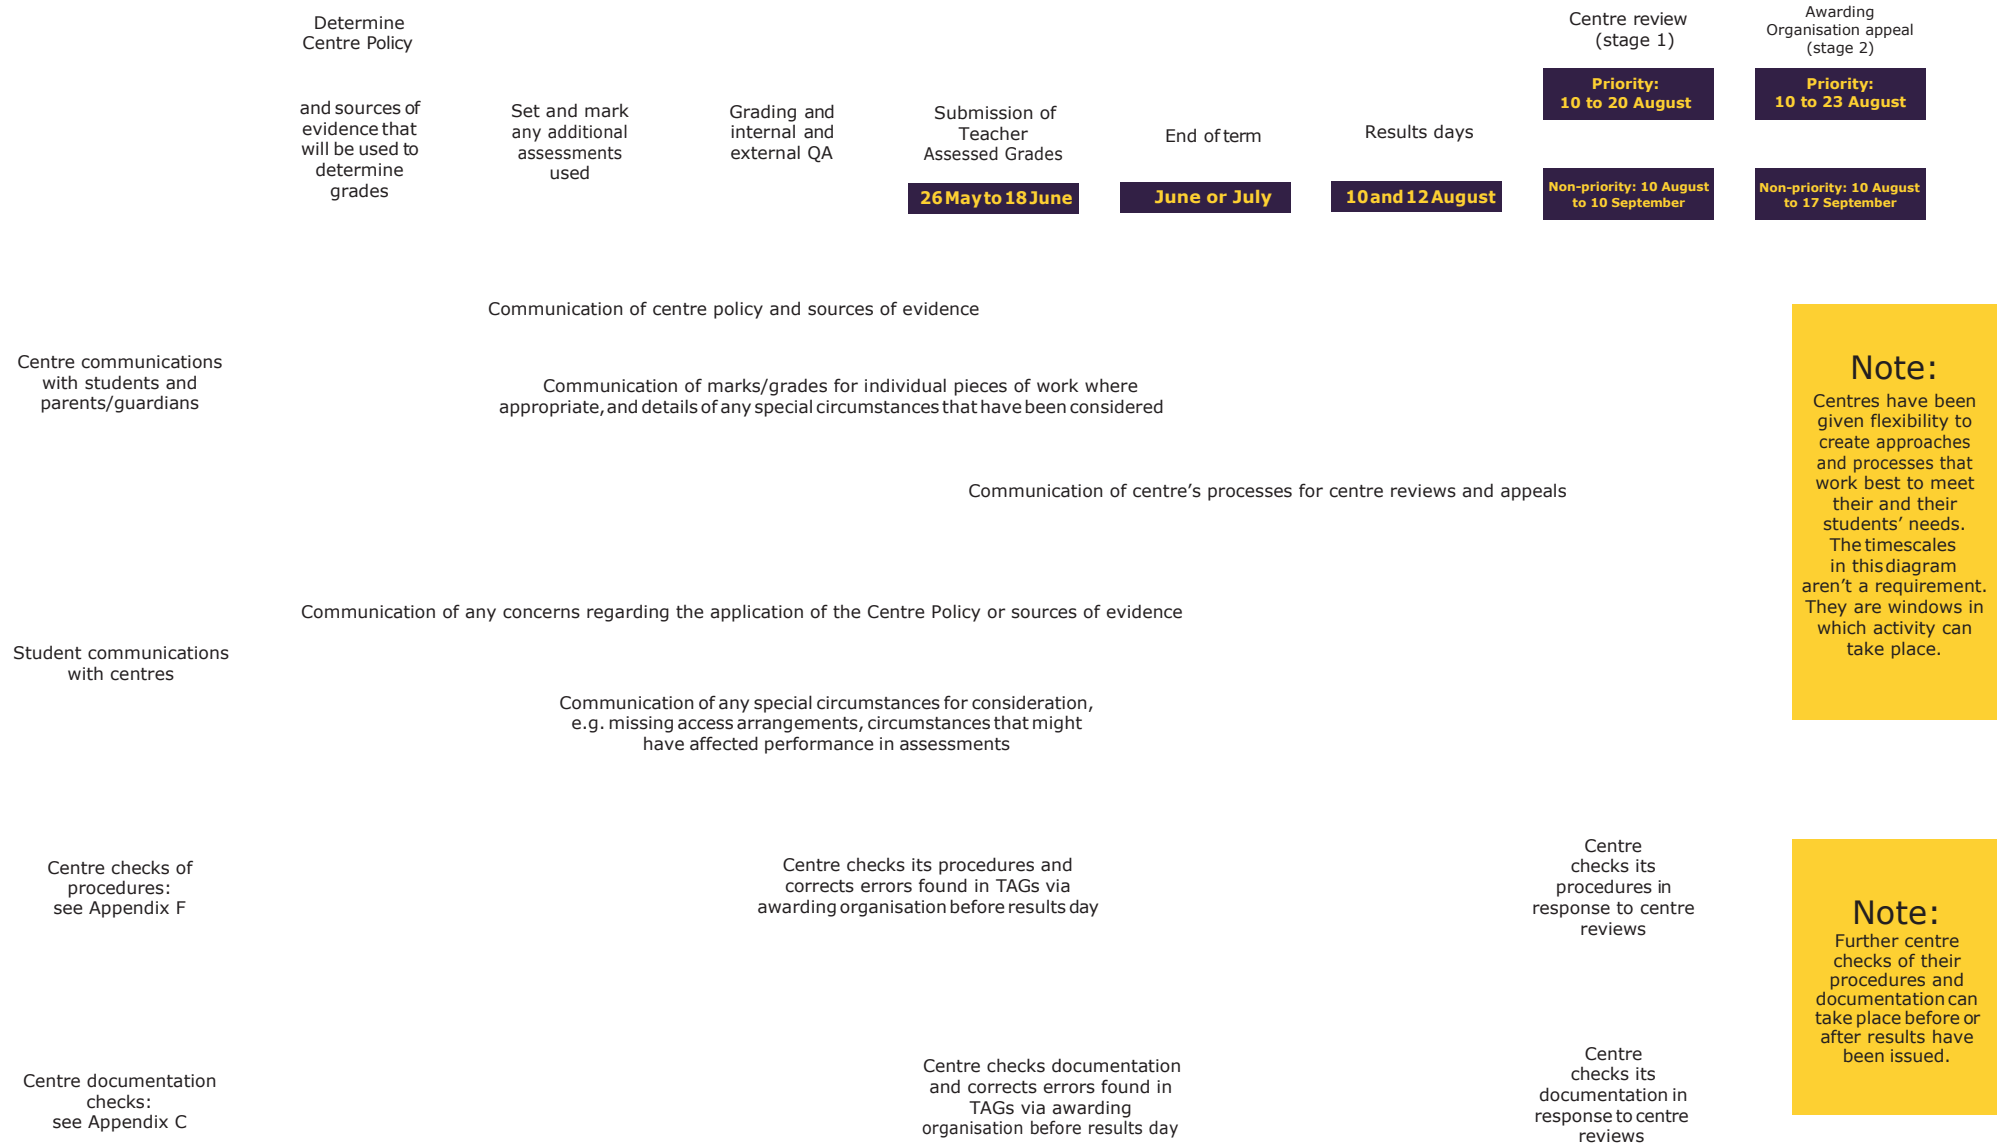 Determine
Centre Policy
and sources of
evidence that
will be used to
determine
grades
Set and mark
any additional
assessments
used
Grading and
internal and
external QA
Submission of
Teacher
Assessed Grades
26 May to 18 June
End of term
June or July
Results days
10 and 12 August
Centre review
(stage 1)
Priority:
10 to 20 August
Non-priority: 10 August
to 10 September
Awarding
Organisation appeal
(stage 2)
Priority:
10 to 23 August
Non-priority: 10 August
to 17 September
Centre communications
with students and
parents/guardians
Communication of centre policy and sources of evidence
Communication of marks/grades for individual pieces of work where
appropriate, and details of any special circumstances that have been considered
Communication of centre’s processes for centre reviews and appeals
Note:
Centres have been
given flexibility to
create approaches
and processes that
work best to meet
their and their
students’ needs.
The timescales
in this diagram
aren’t a requirement.
They are windows in
which activity can
take place.
Student communications
with centres
Communication of any concerns regarding the application of the Centre Policy or sources of evidence
Communication of any special circumstances for consideration,
e.g. missing access arrangements, circumstances that might
have affected performance in assessments
Centre checks of
procedures:
see Appendix F
Centre checks its procedures and
corrects errors found in TAGs via
awarding organisation before results day
Centre
checks its
procedures in
response to centre
reviews
Note:
Further centre
checks of their
procedures and
documentation can
take place before or
after results have
been issued.
Centre documentation
checks:
see Appendix C
Centre checks documentation
and corrects errors found in
TAGs via awarding
organisation before results day
Centre
checks its
documentation in
response to centre
reviews